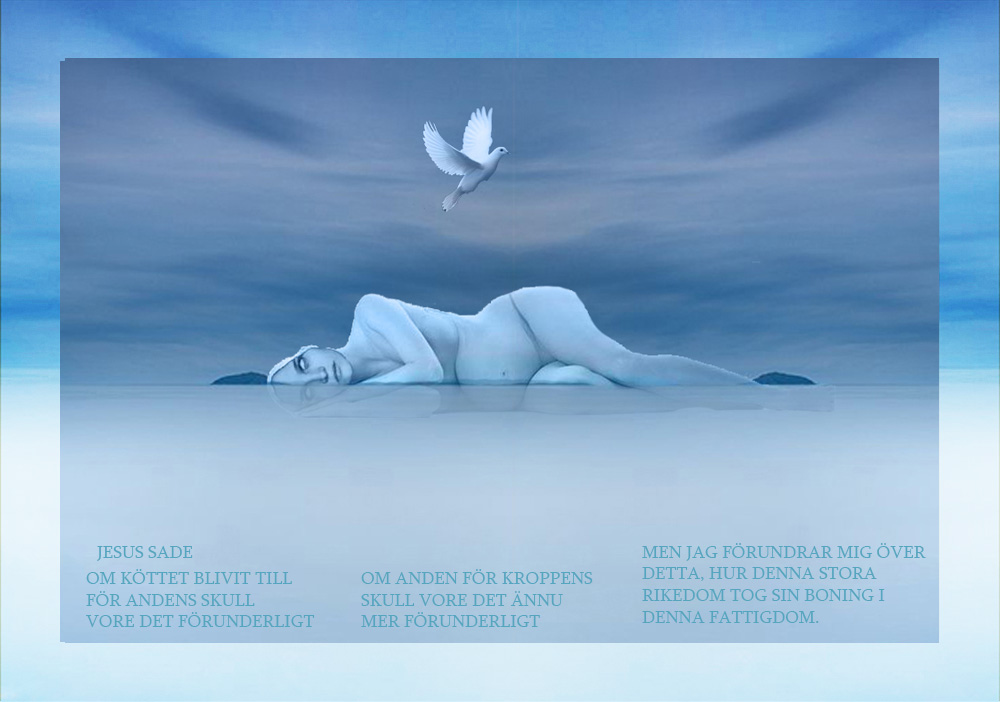 JESUS SADE
OM KÖTTET BLIVIT TILL
FÖR ANDENS SKULL
VORE DET FÖRUNDERLIGT
OM ANDEN FÖR KROPPENS
SKULL VORE DET ÄNNU
MER FÖRUNDERLIGT
MEN JAG FÖRUNDRAR MIG ÖVER
DETTA, HUR DENNA STORA
RIKEDOM TOG SIN BONING I
DENNA FATTIGDOM.